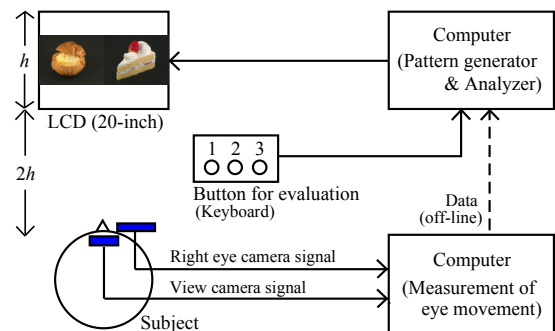 h
LCD (20-inch)
2h
Computer
(Pattern generator
& Analyzer)
1 2 3
Button for evaluation
(Keyboard)
Data
(off-line)
Right eye camera signal
View camera signal
Subject
Computer
(Measurement of
eye movement)